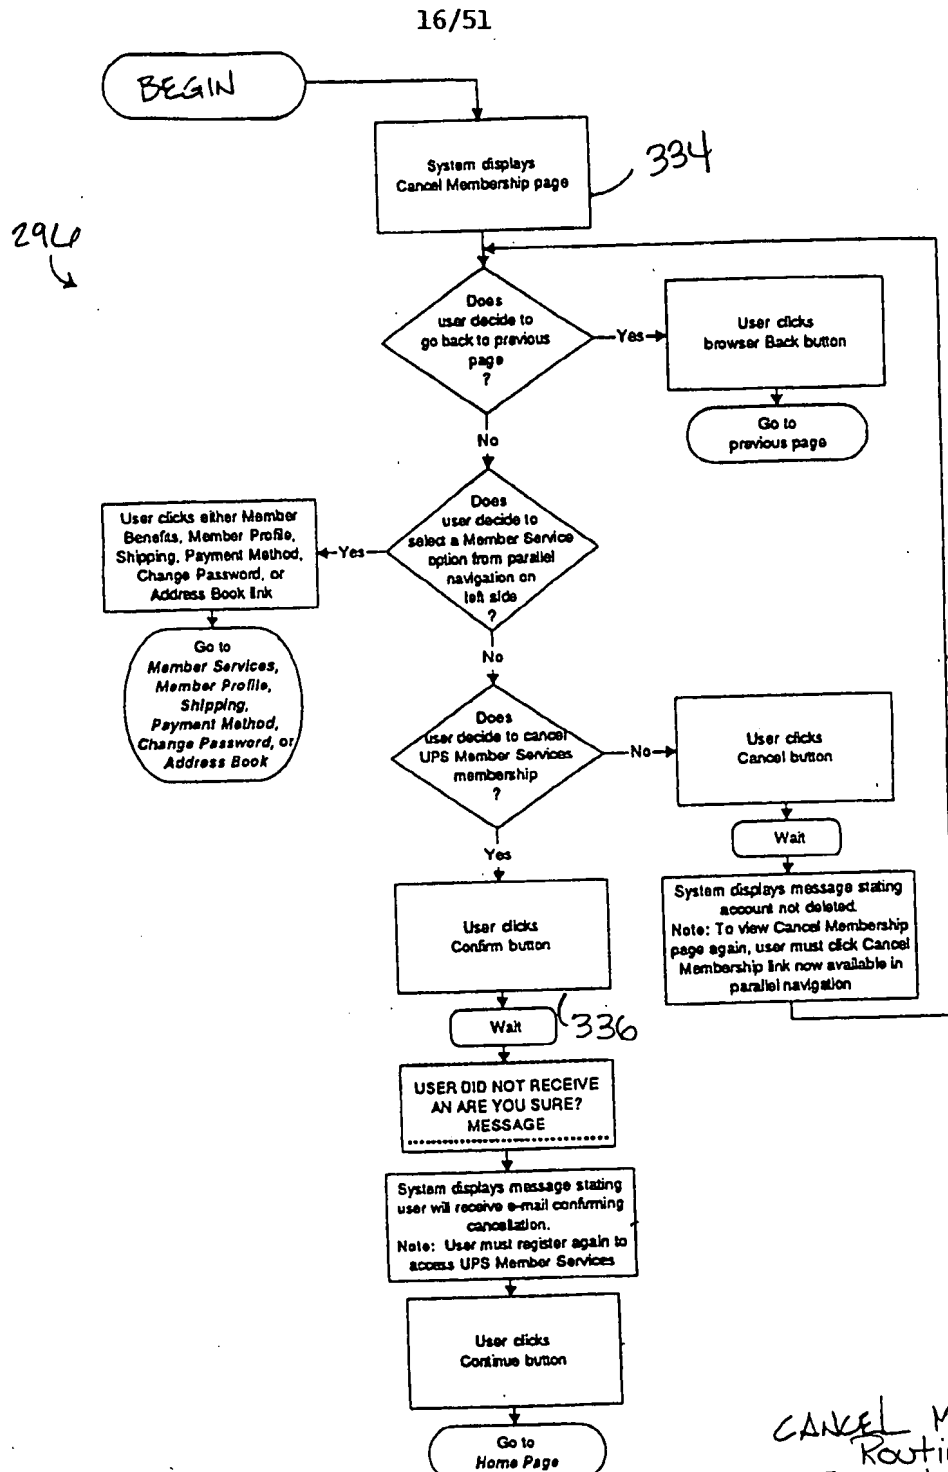 16/51
BEGIN
System displays
Cancel Membership page
334
296
Does
user decide to
go back to previous
page
?
Yes
User clicks
browser Back button
Go to
previous page
No
Does
user decide to
select a Member Service
option from parallel
navigation on
left side
?
Yes
User clicks either Member
Benefits, Member Profile,
Shipping, Payment Method,
Change Password, or
Address Book link
Go to
Member Services,
Member Profile,
Shipping,
Payment Method,
Change Password, or
Address Book
No
Does
user decide to cancel
UPS Member Services
membership
?
No
User clicks
Cancel button
Wait
System displays message stating
account not deleted.
Note: To view Cancel Membership
page again, user must click Cancel
Membership link now available in
parallel navigation
Yes
User clicks
Confirm button
Wait
336
USER DID NOT RECEIVE
AN ARE YOU SURE?
MESSAGE
System displays message stating
user will receive e-mail confirming
cancellation.
Note: User must register again to
access UPS Member Services
User clicks
Continue button
Go to
Home Page
CANCEL M
Routi